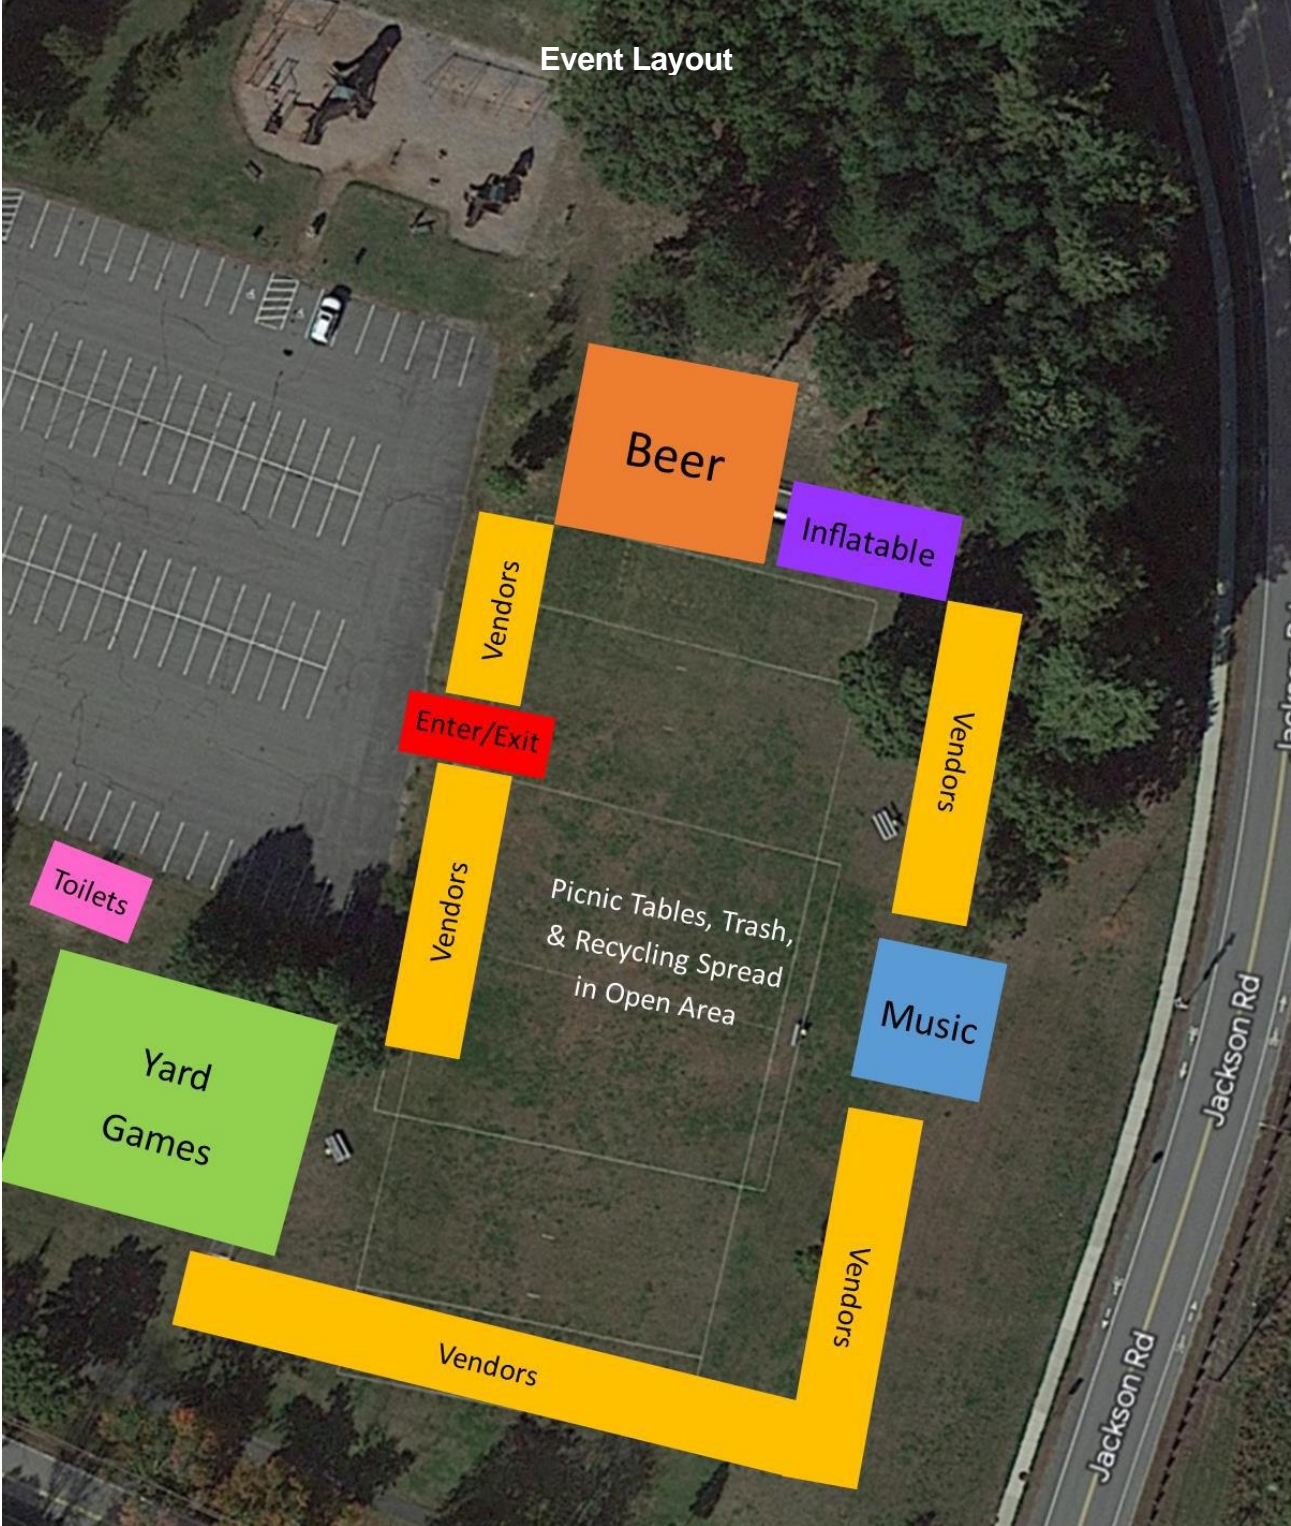 Event Layout
Beer
Inflatable
Vendors
Enter/Exit
Vendors
Vendors
Toilets
Picnic Tables, Trash,
& Recycling Spread
in Open Area
Music
Yard
Games
Vendors
Vendors
Jackson Rd
Jackson Rd